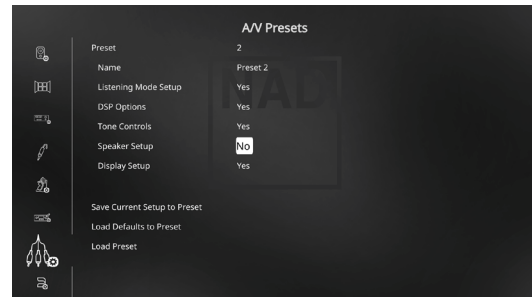 A/V Presets
Preset 2
Name Preset 2
Listening Mode Setup Yes
DSP Options Yes
Tone Controls Yes
Speaker Setup No
Display Setup Yes
Save Current Setup to Preset
Load Defaults to Preset
Load Preset
NAD